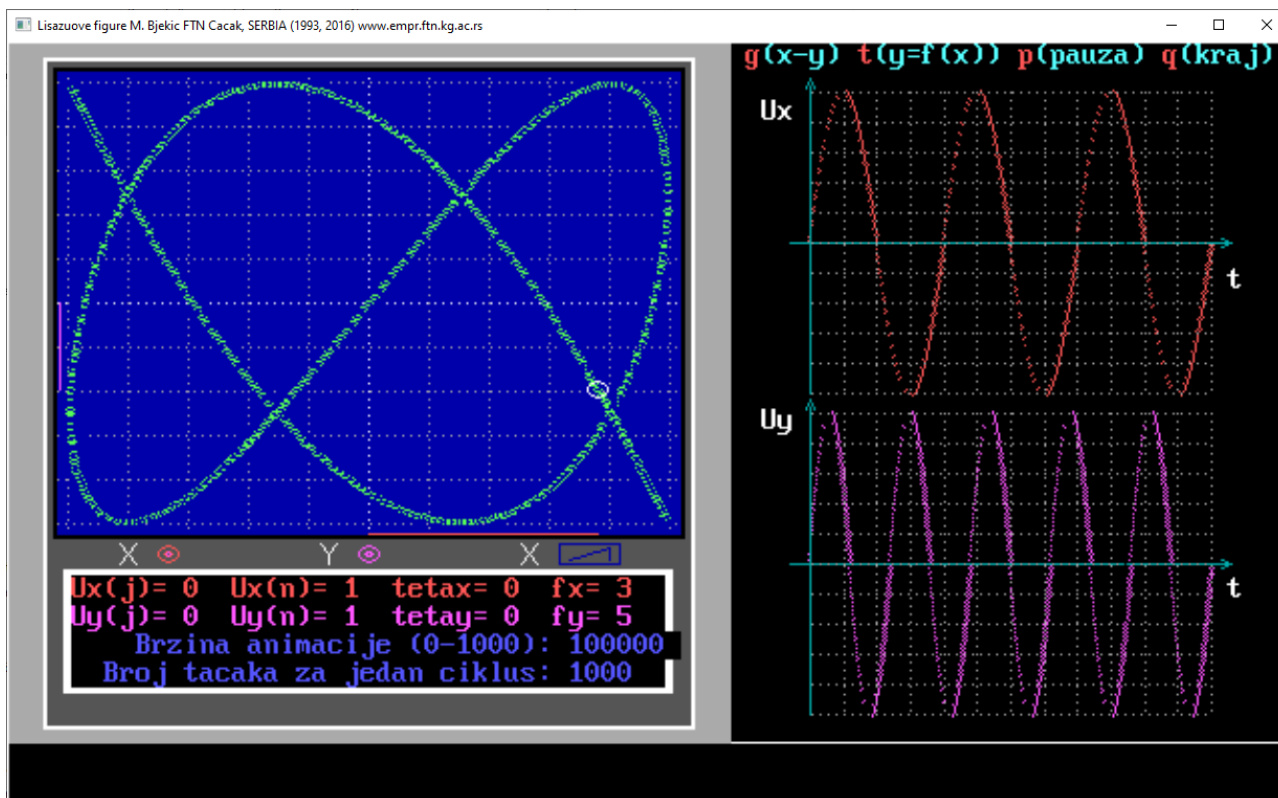 Lisazuove figure M. Bjekic FTN Cacak, SERBIA (1993, 2016) www.empr.ftn.kg.ac.rs
g(x-y) t(y=f(x)) p(pauza) q(kraj)
Ux
t
Uy
t
X Y X
Ux(j)= 0 Ux(n)= 1 tetax= 0 fx= 3
Uy(j)= 0 Uy(n)= 1 tetay= 0 fy= 5
Brzina animacije (0-1000): 100000
Broj tacaka za jedan ciklus: 1000